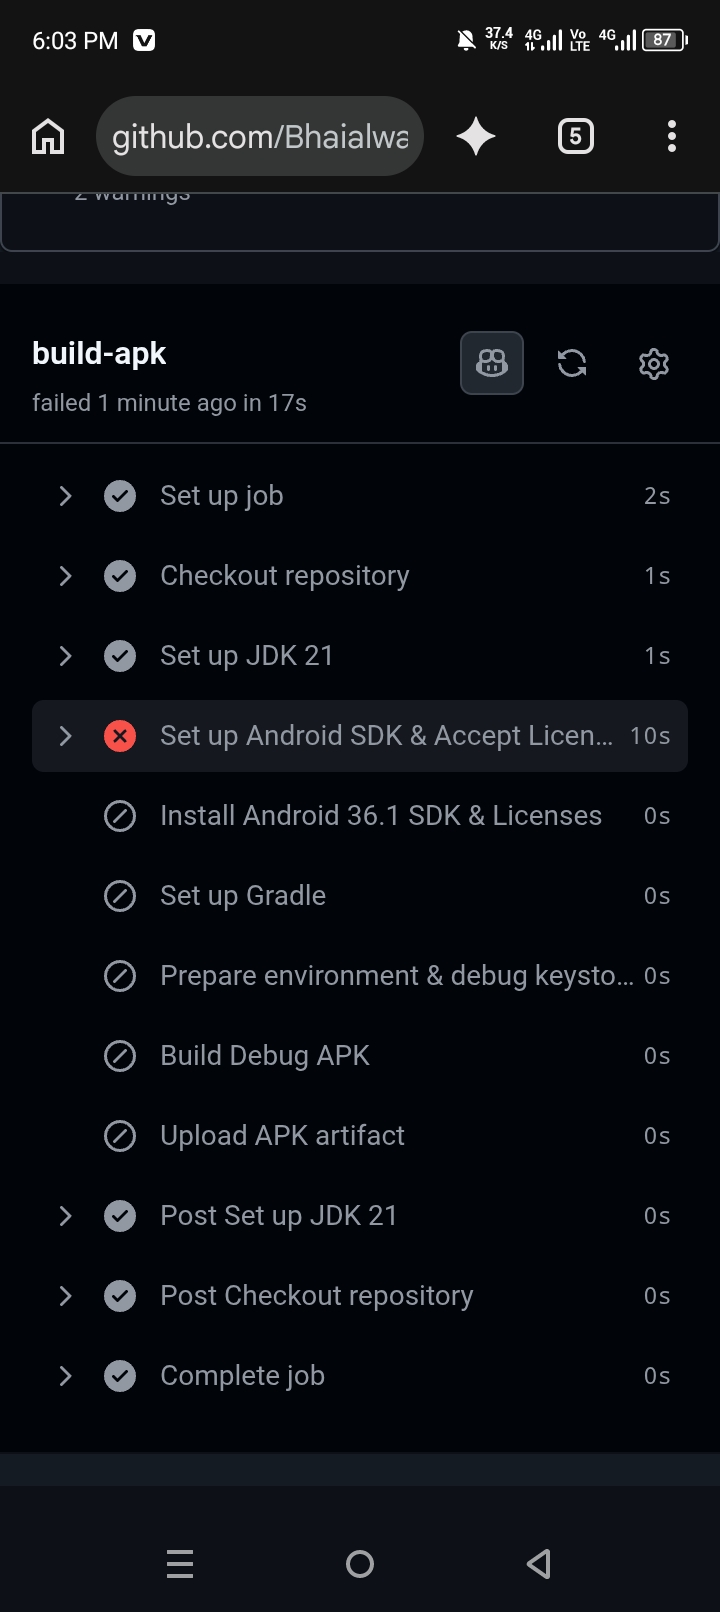 6:03 PM
37.4
K/S
4G
Vo
LTE
4G
87
github.com/Bhaialwa
5
2 warnings
build-apk
failed 1 minute ago in 17s
Set up job 2s
Checkout repository 1s
Set up JDK 21 1s
Set up Android SDK & Accept Licen... 10s
Install Android 36.1 SDK & Licenses 0s
Set up Gradle 0s
Prepare environment & debug keysto... 0s
Build Debug APK 0s
Upload APK artifact 0s
Post Set up JDK 21 0s
Post Checkout repository 0s
Complete job 0s